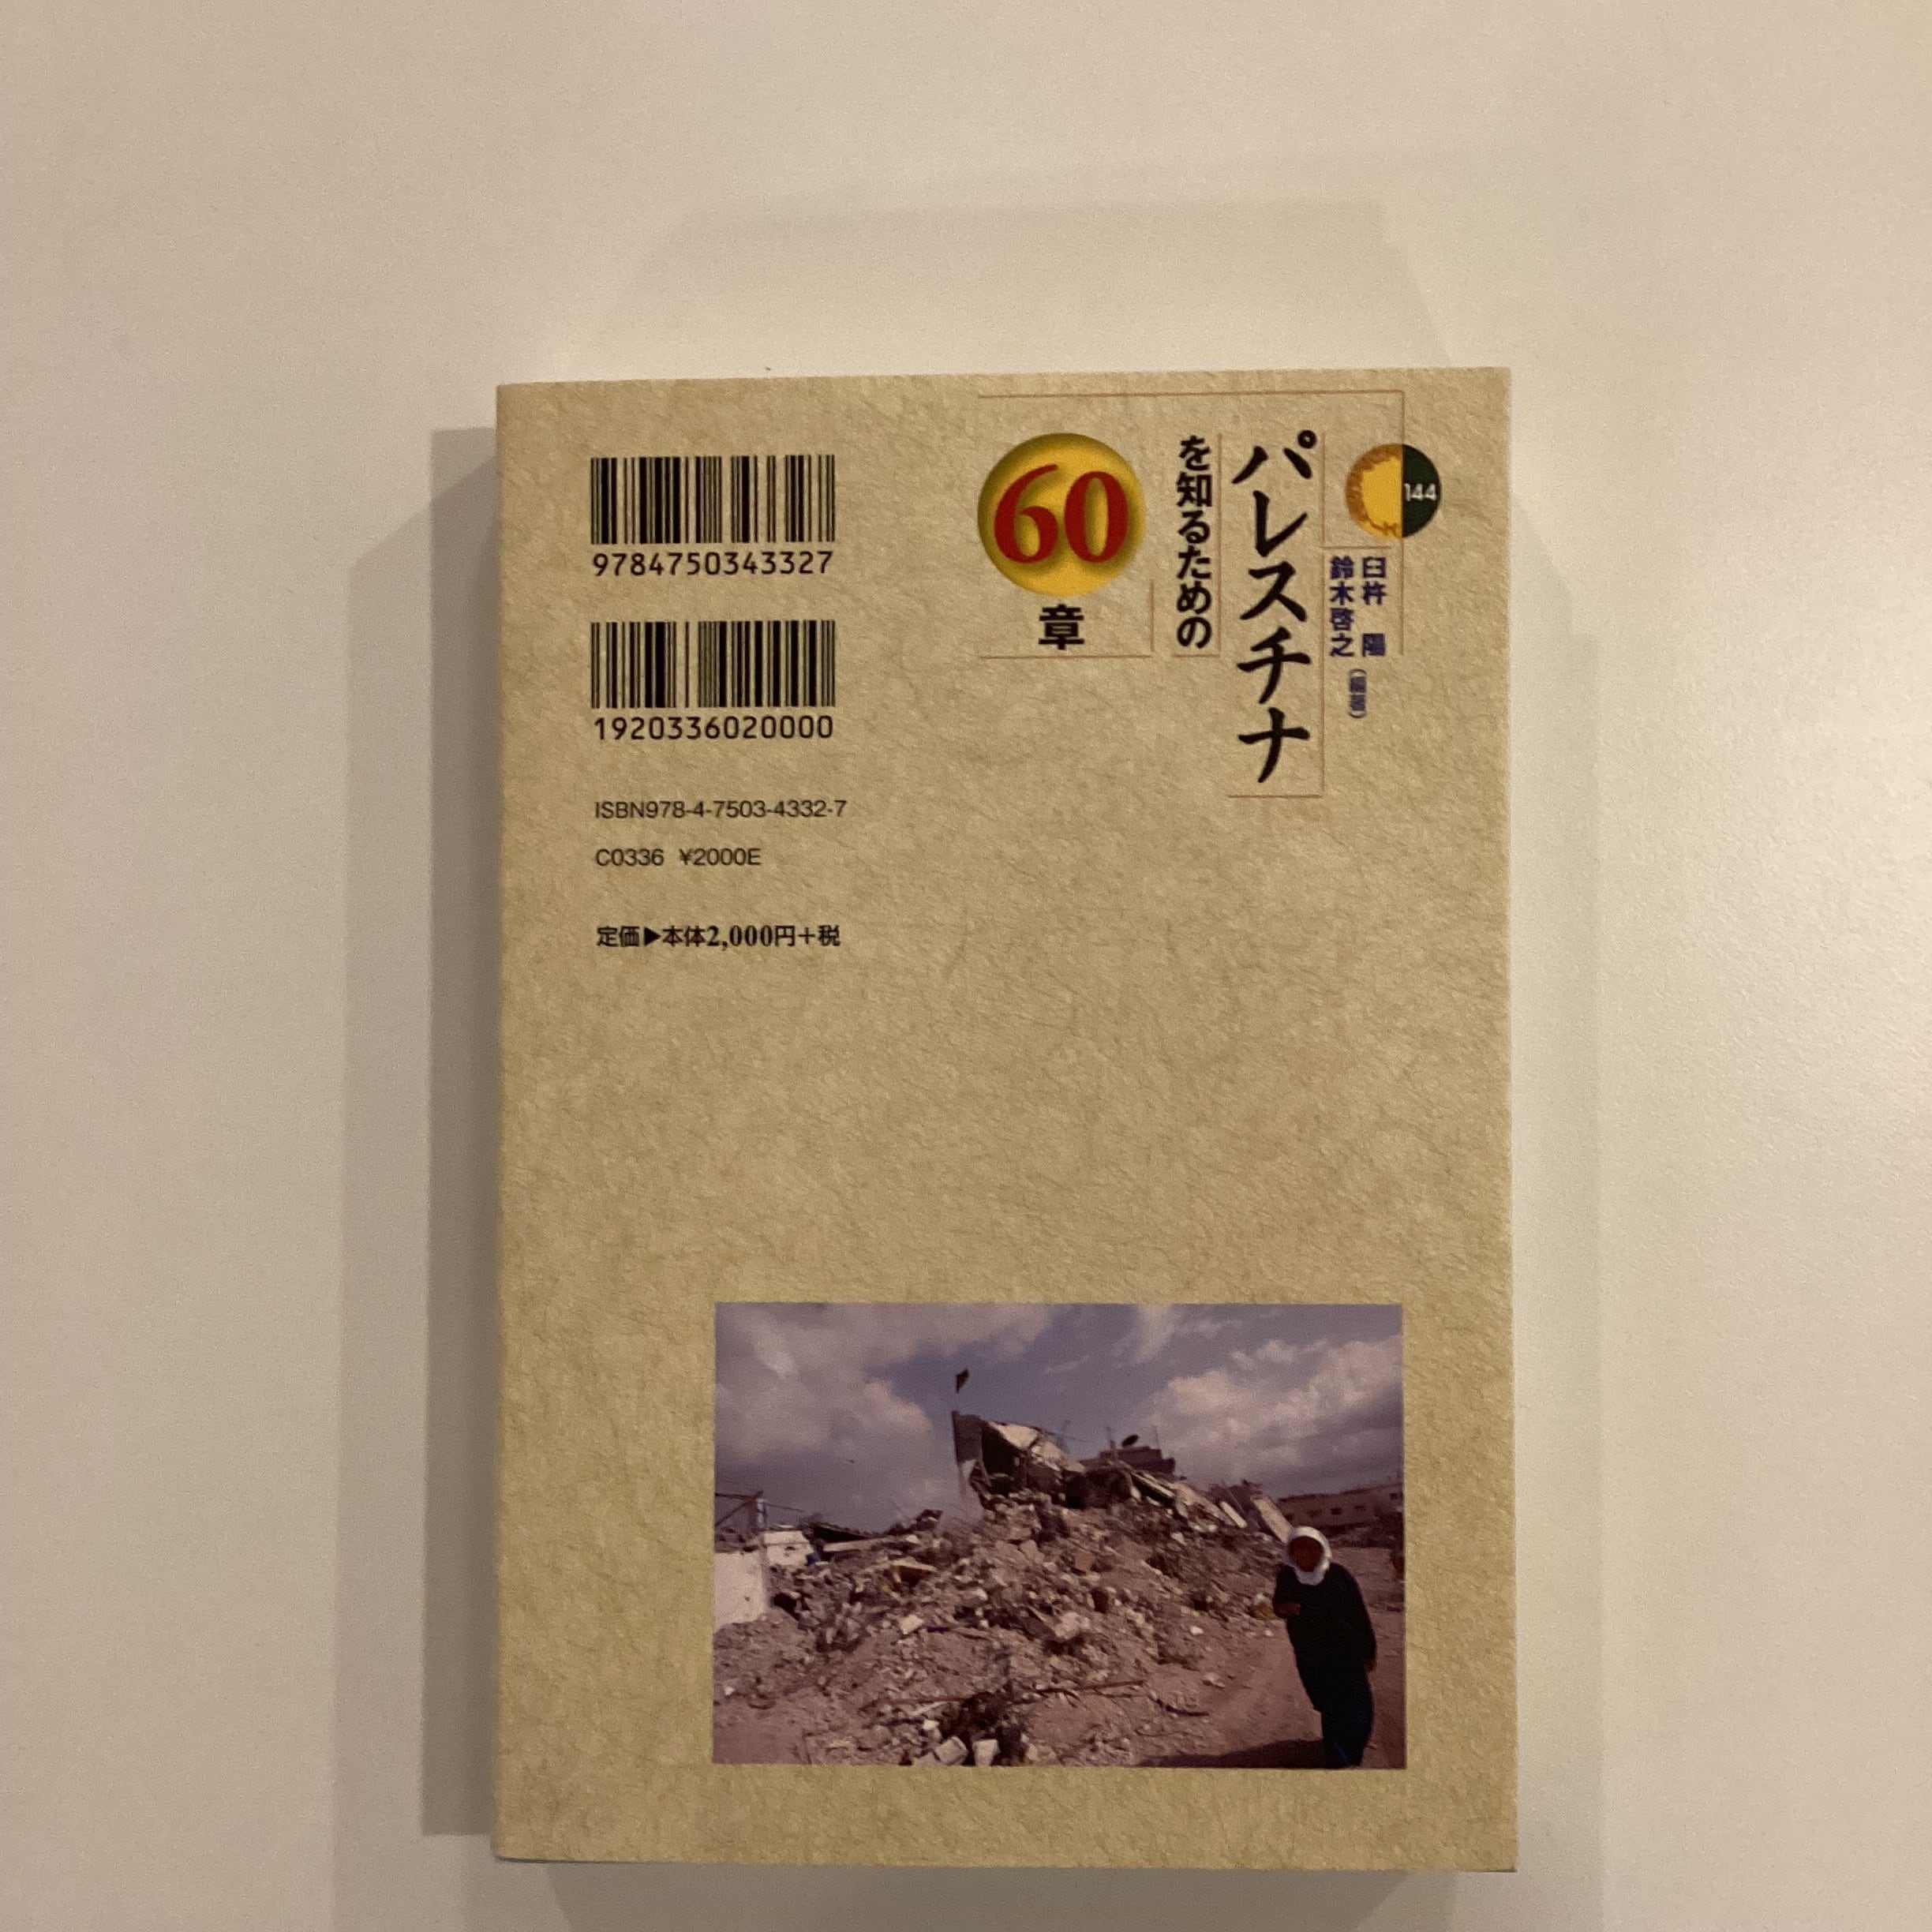 144
臼杵 陽
鈴木啓之
(編著)
パレスチナ
を知るための
60
章
9784750343327
1920336020000
ISBN978-4-7503-4332-7
C0336 ¥2000E
定価▶本体2,000円+税